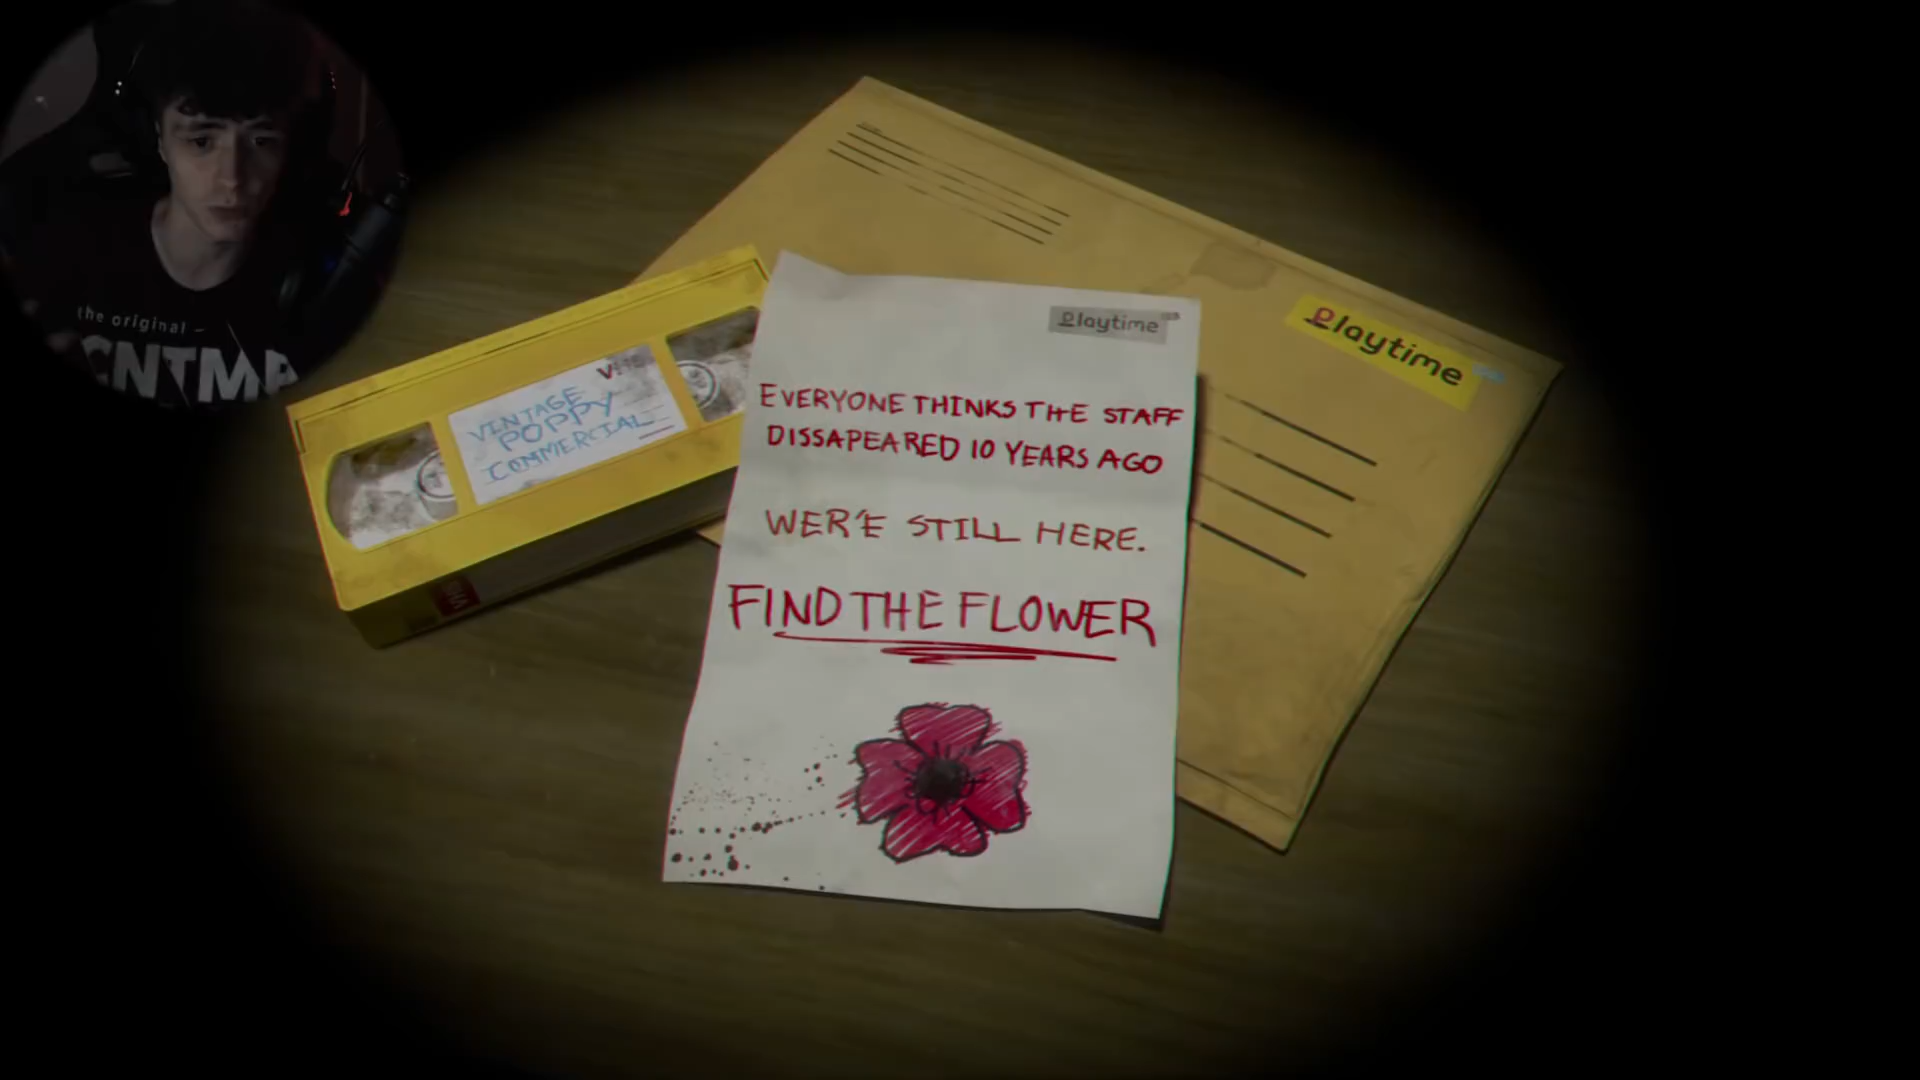 the original –
CNTMP
VINTAGE
POPPY
COMMERCIAL
Playtime
Playtime
EVERYONE THINKS THE STAFF
DISSAPEARED 10 YEARS AGO
WER'E STILL HERE.
FIND THE FLOWER